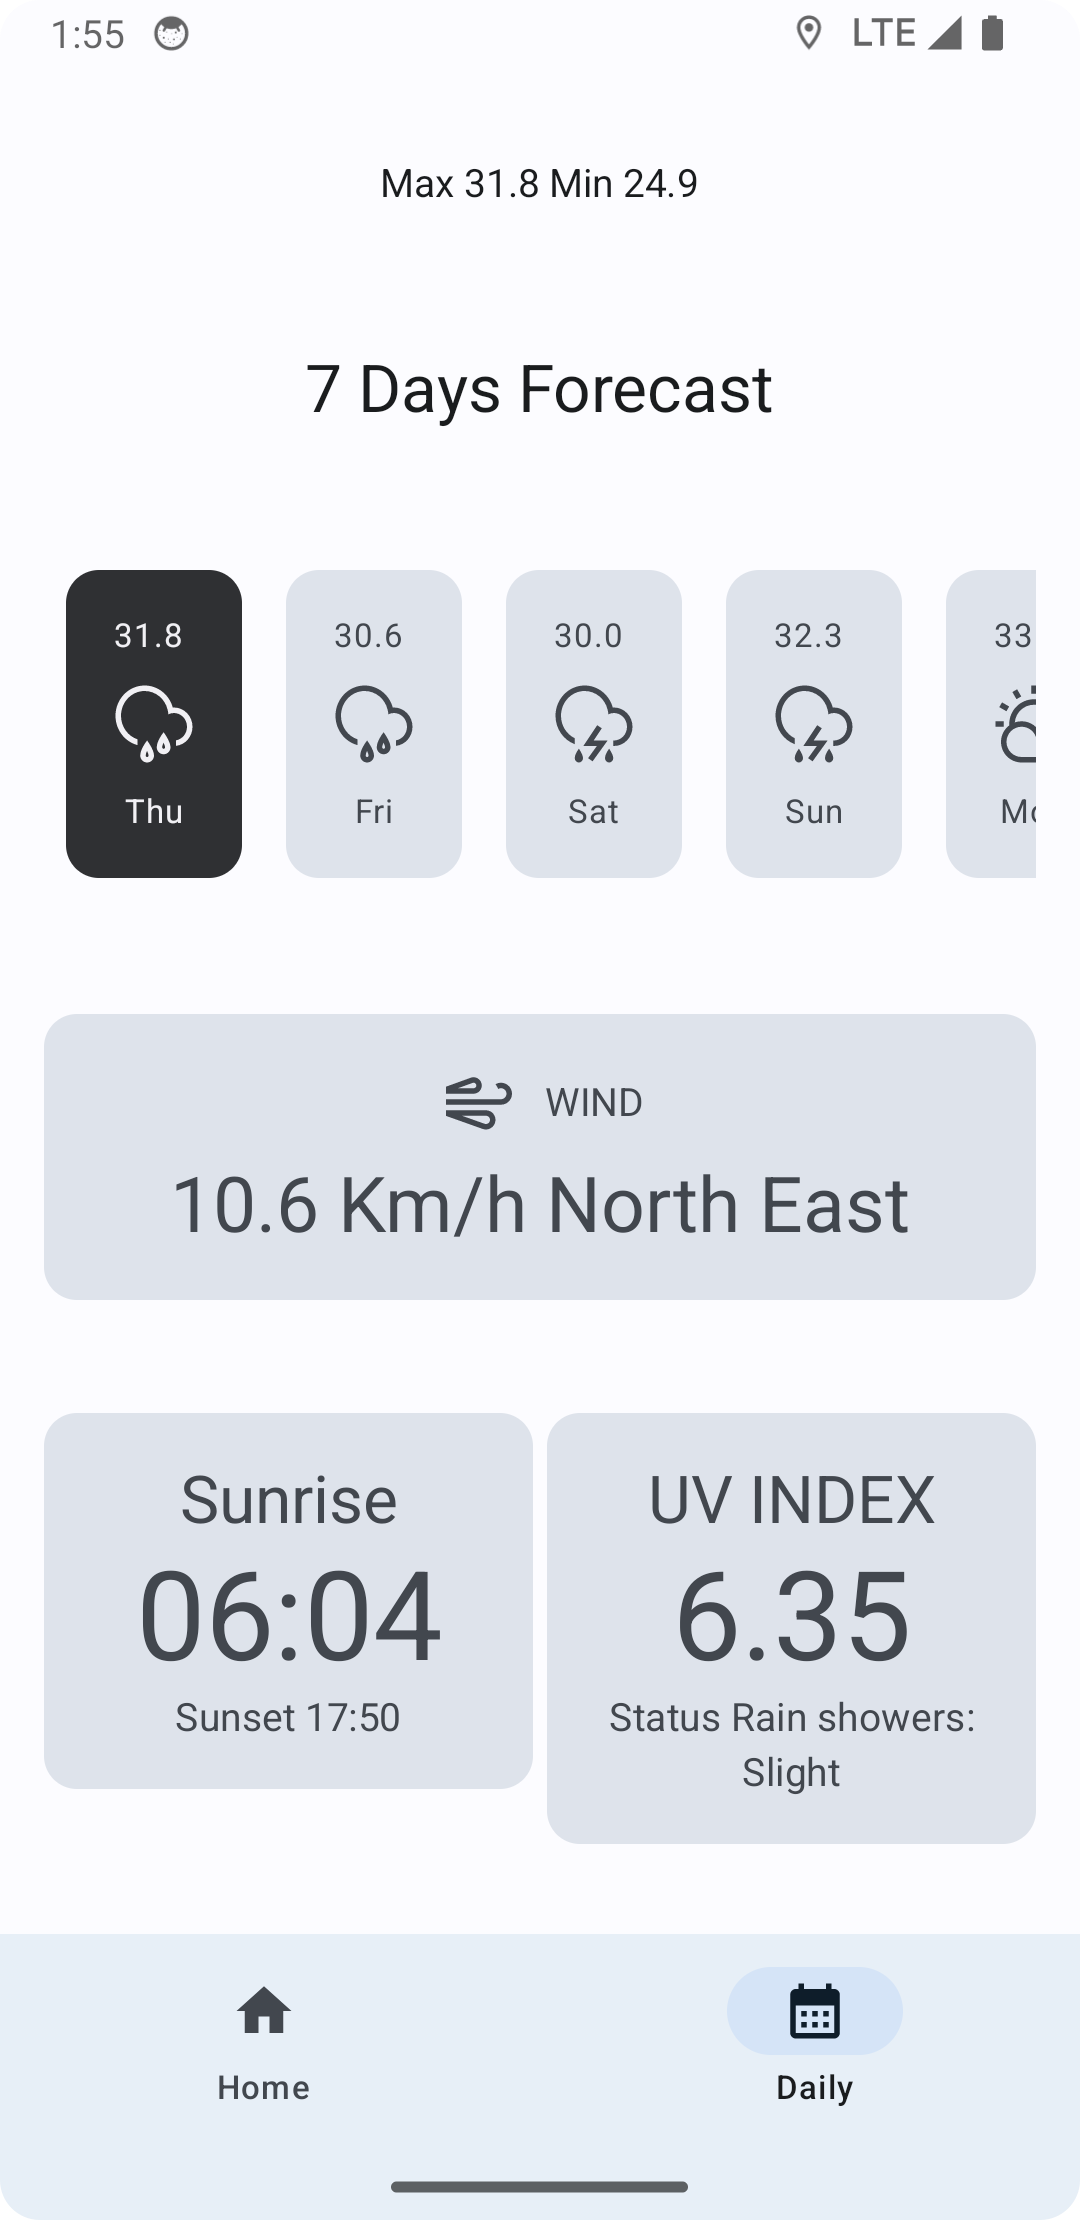 1:55 LTE
Max 31.8 Min 24.9
7 Days Forecast
31.8 30.6 30.0 32.3 33
Thu Fri Sat Sun
WIND
10.6 Km/h North East
Sunrise
06:04
Sunset 17:50
UV INDEX
6.35
Status Rain showers:
Slight
Home Daily